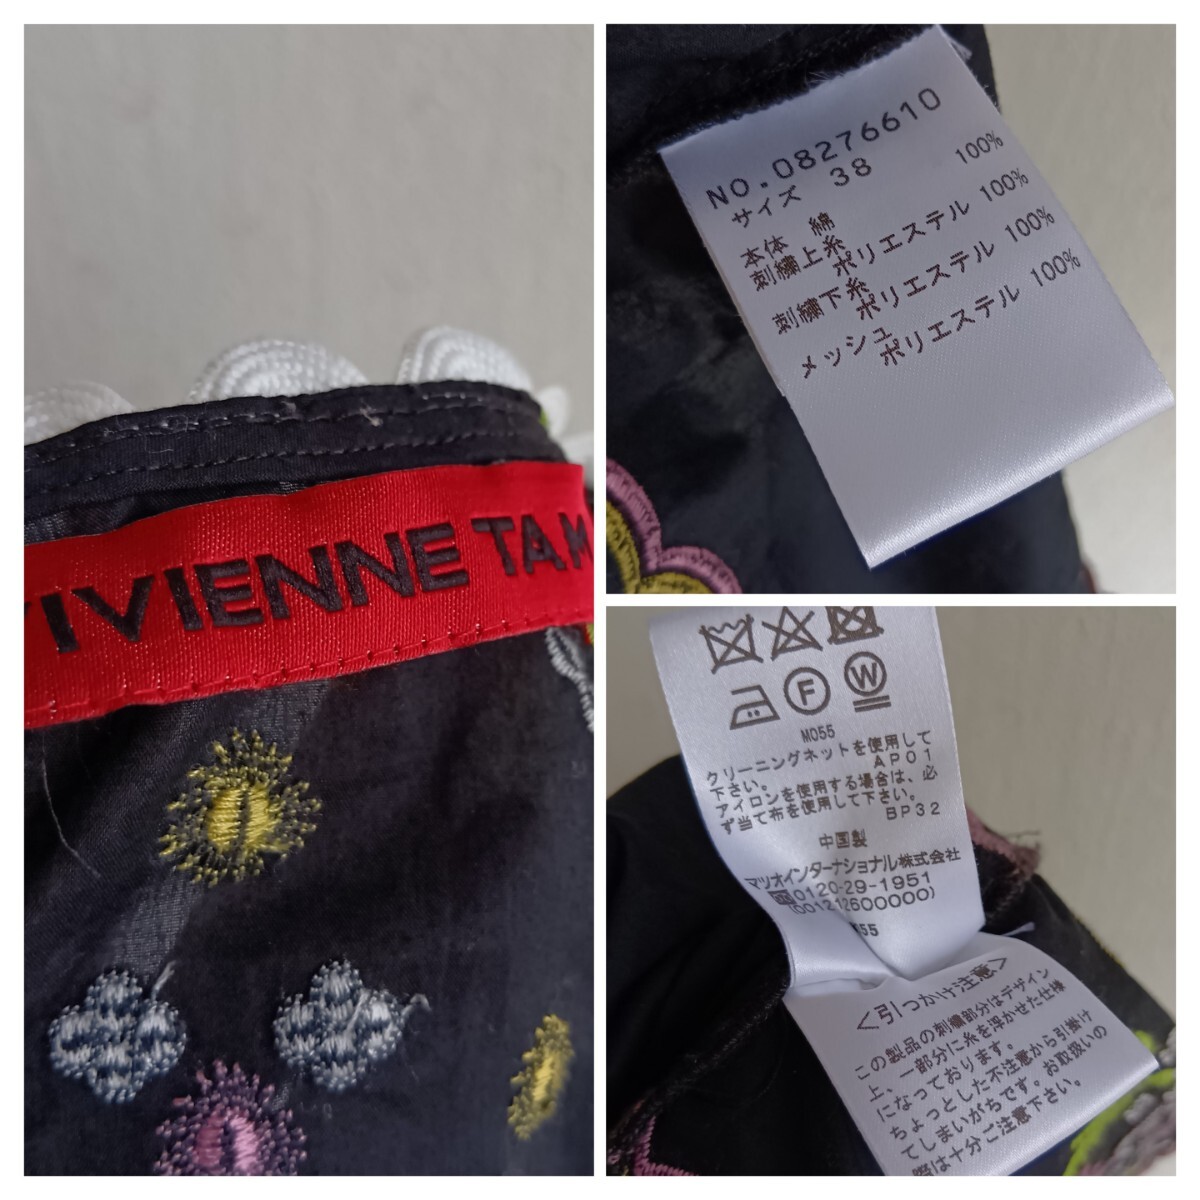 VIVIENNE TAM
NO.08276610
サイズ 38
本体 綿 100%
刺繍上糸
ポリエステル 100%
刺繍下糸
ポリエステル 100%
メッシュ
ポリエステル 100%
F W
M055
クリーニングネットを使用して
下さい。 AP01
アイロンを使用する場合は、必
ず当て布を使用して下さい。
BP32
中国製
マツオインターナショナル株式会社
0120-29-1951
(001212600000)
55
＜引っかけ注意＞
この製品の刺繍部分はデザイン
上、一部分に糸を浮かせた仕様
になっております。
ちょっとした不注意から引掛け
てしまいがちです。お取扱いの
際は十分ご注意下さい。